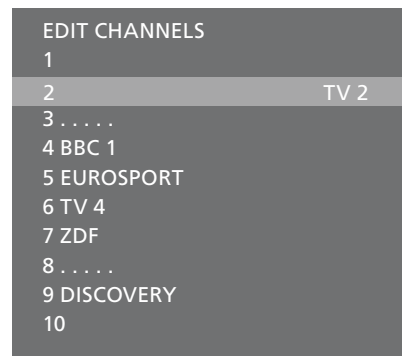 EDIT CHANNELS
1
2 TV 2
3 . . . . .
4 BBC 1
5 EUROSPORT
6 TV 4
7 ZDF
8 . . . . .
9 DISCOVERY
10